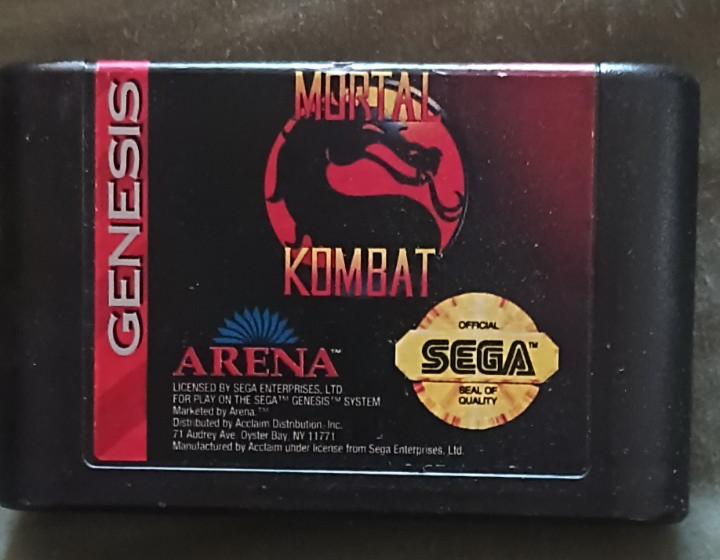 GENESIS
MORTAL
KOMBAT
ARENA™
OFFICIAL
SEGA™
SEAL OF
QUALITY
LICENSED BY SEGA ENTERPRISES, LTD
FOR PLAY ON THE SEGA™ GENESIS™ SYSTEM
Marketed by Arena.™
Distributed by Acclaim Distribution, Inc.
71 Audrey Ave. Oyster Bay, NY 11771
Manufactured by Acclaim under license from Sega Enterprises, Ltd.